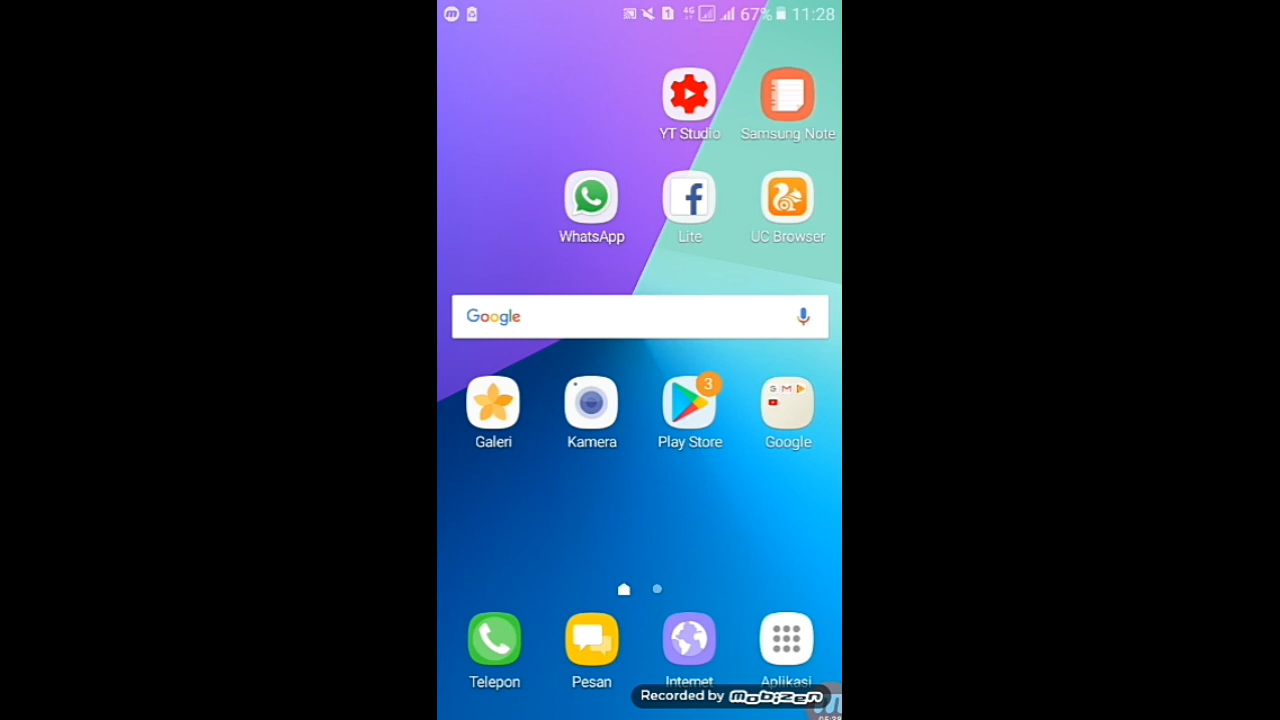 4G 67% 11:28
YT Studio Samsung Note
WhatsApp Lite UC Browser
Google
3
Galeri Kamera Play Store Google
Telepon Pesan Internet Aplikasi
Recorded by mobizen